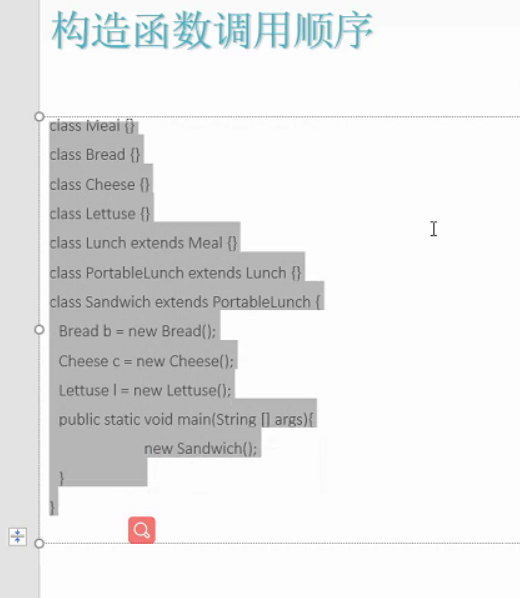 构造函数调用顺序
class Meal {}
class Bread {}
class Cheese {}
class Lettuse {}
class Lunch extends Meal {}
class PortableLunch extends Lunch {}
class Sandwich extends PortableLunch {
Bread b = new Bread();
Cheese c = new Cheese();
Lettuse l = new Lettuse();
public static void main(String [] args){
new Sandwich();
}
}